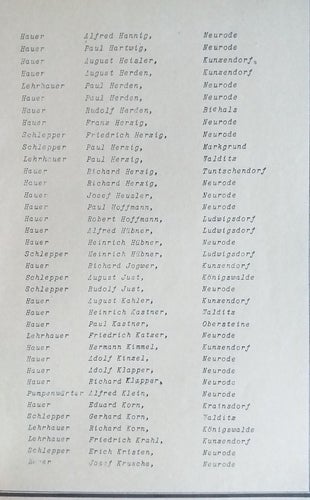 Hauer Alfred Hannig, Neurode
Hauer Paul Hartwig, Neurode
Hauer August Heisler, Kunzendorf
Hauer August Herden, Kunzendorf
Lehrhauer Paul Herden, Neurode
Hauer Paul Herden, Neurode
Hauer Rudolf Herden, Biehals
Hauer Franz Herzig, Neurode
Schlepper Friedrich Herzig, Neurode
Schlepper Paul Herzig, Markgrund
Lehrhauer Paul Herzig, Walditz
Hauer Richard Herzig, Tuntschendorf
Hauer Richard Herzig, Neurode
Hauer Josef Heusler, Neurode
Hauer Paul Hoffmann, Neurode
Hauer Robert Hoffmann, Ludwigsdorf
Hauer Alfred Hübner, Ludwigsdorf
Hauer Heinrich Hübner, Neurode
Schlepper Heinrich Hübner, Ludwigsdorf
Hauer Richard Jogwer, Kunzendorf
Schlepper August Just, Königswalde
Schlepper Rudolf Just, Neurode
Hauer August Kahler, Kunzendorf
Hauer Heinrich Kastner, Walditz
Hauer Paul Kastner, Obersteine
Lehrhauer Friedrich Katzer, Neurode
Hauer Hermann Kimmel, Kunzendorf
Hauer Adolf Kinzel, Neurode
Hauer Adolf Klapper, Neurode
Hauer Richard Klapper, Neurode
Pumpenwärter Alfred Klein, Neurode
Hauer Eduard Korn, Krainsdorf
Schlepper Gerhard Korn, Walditz
Lehrhauer Richard Korn, Königswalde
Lehrhauer Friedrich Krahl, Kunzendorf
Schlepper Erich Kristen, Neurode
Hauer Josef Krusche, Neurode